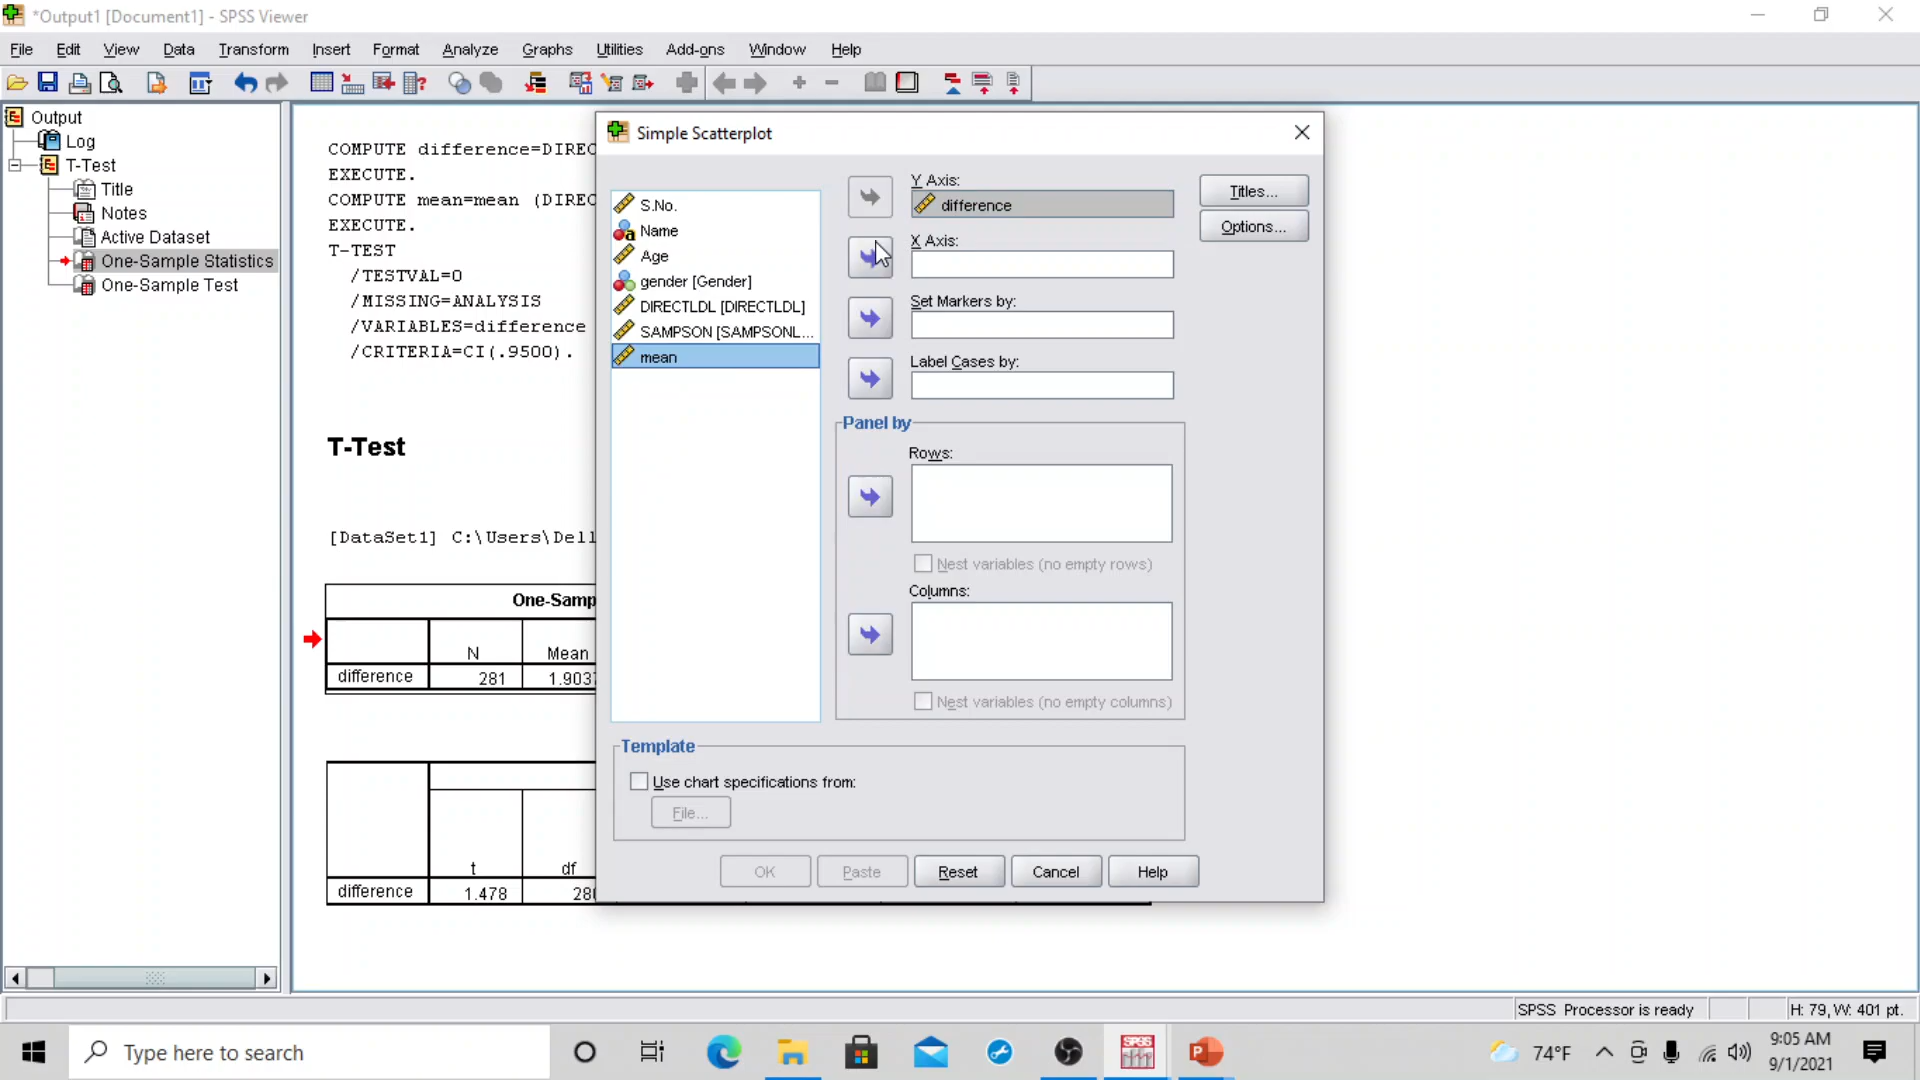 *Output1 [Document1] - SPSS Viewer
File Edit View Data Transform Insert Format Analyze Graphs Utilities Add-ons Window Help
Output
Log
T-Test
Title
Notes
Active Dataset
One-Sample Statistics
One-Sample Test
COMPUTE difference=DIREC
EXECUTE.
COMPUTE mean=mean (DIREC
EXECUTE.
T-TEST
/TESTVAL=0
/MISSING=ANALYSIS
/VARIABLES=difference
/CRITERIA=CI(.9500).
T-Test
[DataSet1] C:\Users\Dell
One-Samp
N Mean
difference 281 1.9037
t df
difference 1.478 280
Simple Scatterplot
S.No.
Name
Age
gender [Gender]
DIRECTLDL [DIRECTLDL]
SAMPSON [SAMPSONL...
mean
Y Axis:
difference
X Axis:
Set Markers by:
Label Cases by:
Panel by
Rows:
Nest variables (no empty rows)
Columns:
Nest variables (no empty columns)
Titles...
Options...
Template
Use chart specifications from:
File...
OK Paste Reset Cancel Help
SPSS Processor is ready H: 79, W: 401 pt.
Type here to search
74°F
9:05 AM
9/1/2021